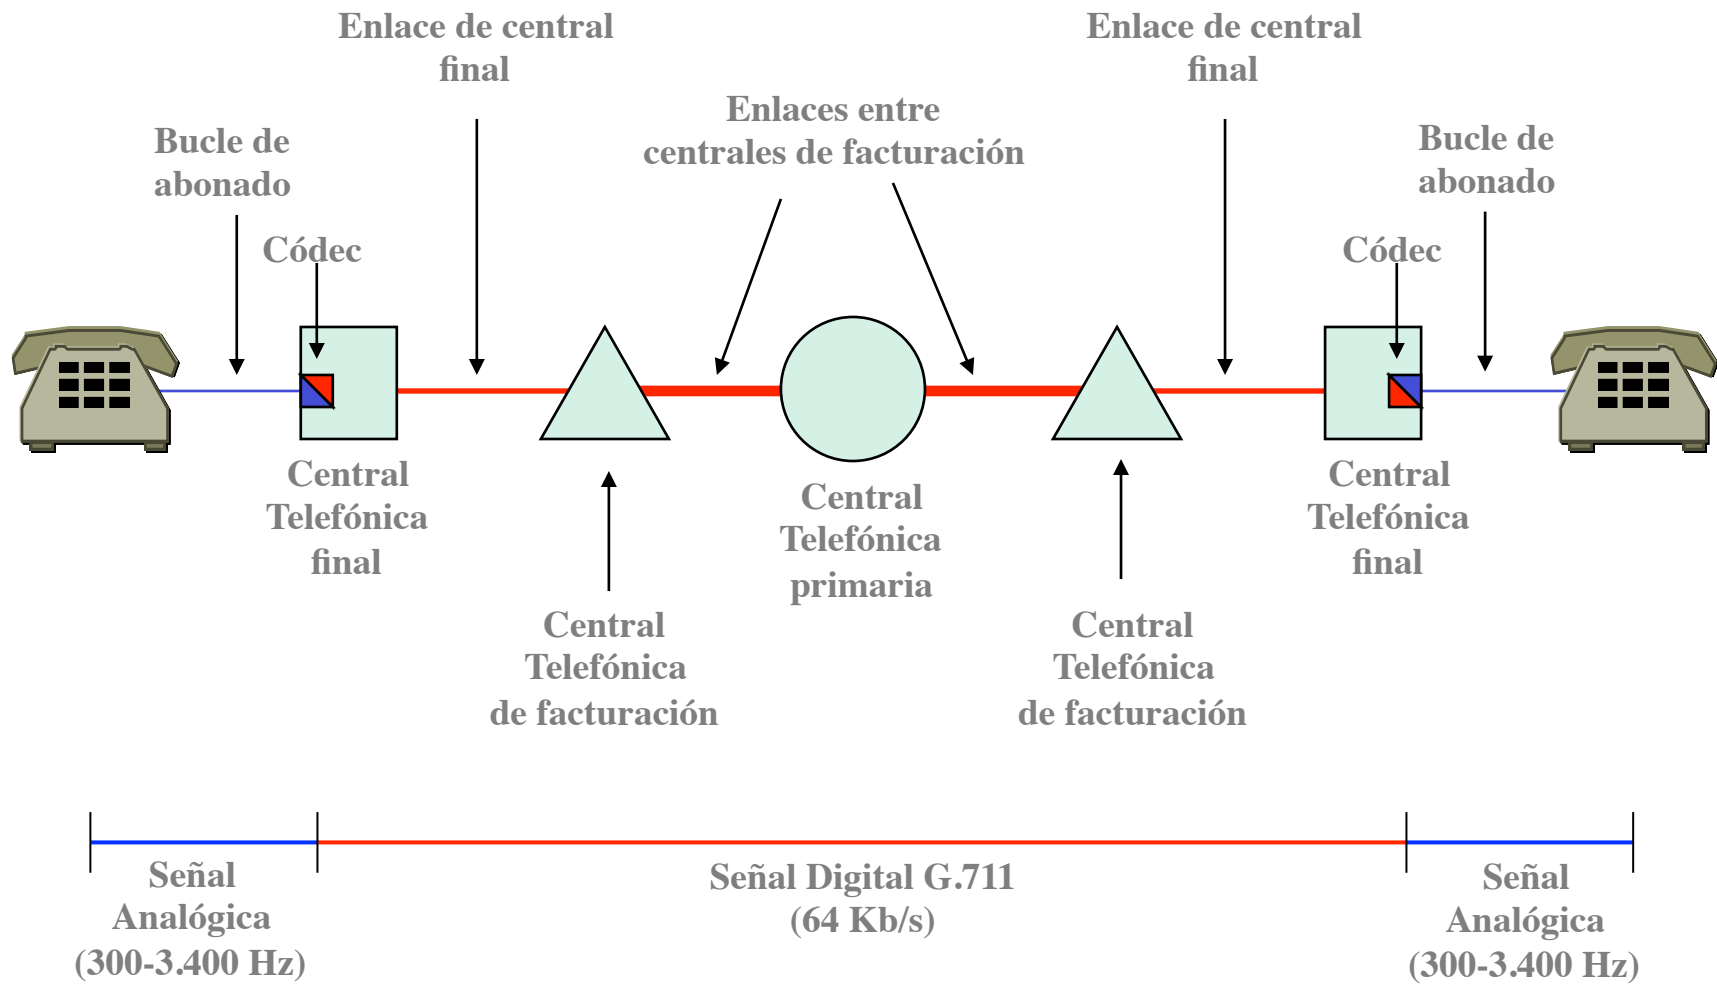 Enlace de central
final
Enlace de central
final
Enlaces entre
centrales de facturación
Bucle de
abonado
Bucle de
abonado
Códec
Códec
Central
Telefónica
final
Central
Telefónica
primaria
Central
Telefónica
final
Central
Telefónica
de facturación
Central
Telefónica
de facturación
Señal
Analógica
(300-3.400 Hz)
Señal Digital G.711
(64 Kb/s)
Señal
Analógica
(300-3.400 Hz)